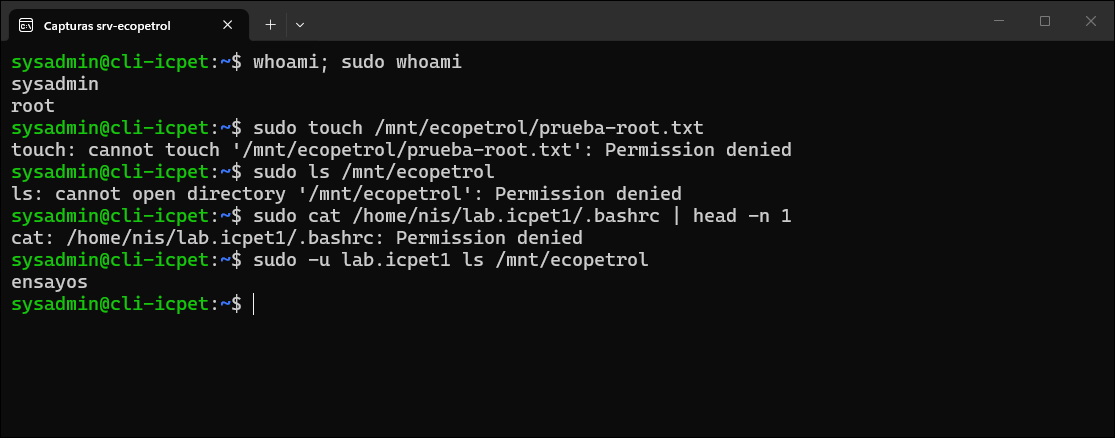 Capturas srv-ecopetrol
sysadmin@cli-icpet:~$ whoami; sudo whoami
sysadmin
root
sysadmin@cli-icpet:~$ sudo touch /mnt/ecopetrol/prueba-root.txt
touch: cannot touch '/mnt/ecopetrol/prueba-root.txt': Permission denied
sysadmin@cli-icpet:~$ sudo ls /mnt/ecopetrol
ls: cannot open directory '/mnt/ecopetrol': Permission denied
sysadmin@cli-icpet:~$ sudo cat /home/nis/lab.icpet1/.bashrc | head -n 1
cat: /home/nis/lab.icpet1/.bashrc: Permission denied
sysadmin@cli-icpet:~$ sudo -u lab.icpet1 ls /mnt/ecopetrol
ensayos
sysadmin@cli-icpet:~$